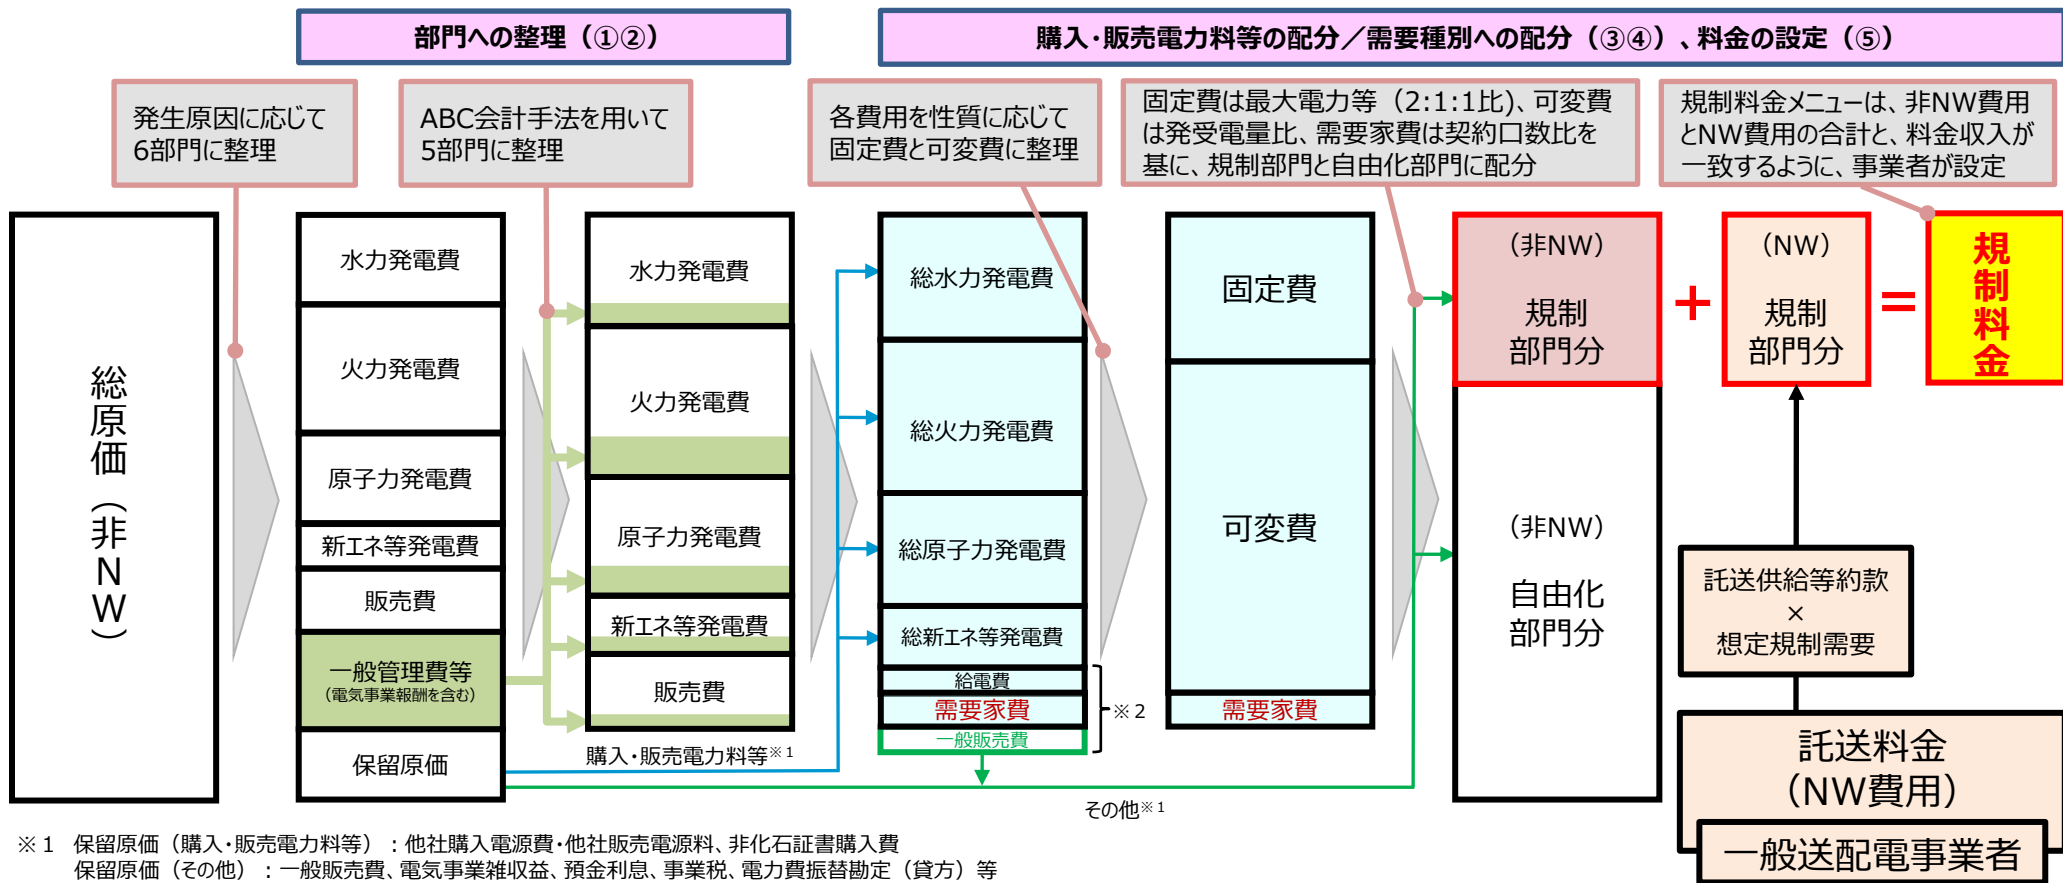 部門への整理（①②）
購入・販売電力料等の配分／需要種別への配分（③④）、料金の設定（⑤）
発生原因に応じて
6部門に整理
ABC会計手法を用いて
5部門に整理
各費用を性質に応じて
固定費と可変費に整理
固定費は最大電力等（2:1:1比）、可変費
は発受電量比、需要家費は契約口数比を
基に、規制部門と自由化部門に配分
規制料金メニューは、非NW費用
とNW費用の合計と、料金収入が
一致するように、事業者が設定
総原価（非NW）
水力発電費
火力発電費
原子力発電費
新エネ等発電費
販売費
一般管理費等
（電気事業報酬を含む）
保留原価
水力発電費
火力発電費
原子力発電費
新エネ等発電費
販売費
購入・販売電力料等※1
総水力発電費
総火力発電費
総原子力発電費
総新エネ等発電費
給電費
需要家費
一般販売費
※2
固定費
可変費
需要家費
その他※1
（非NW）
規制
部門分
（非NW）
自由化
部門分
+
（NW）
規制
部門分
=
規制料金
託送供給等約款
×
想定規制需要
託送料金
（NW費用）
一般送配電事業者
※1 保留原価（購入・販売電力料等）：他社購入電源費・他社販売電源料、非化石証書購入費
保留原価（その他）：一般販売費、電気事業雑収益、預金利息、事業税、電力費振替勘定（貸方）等